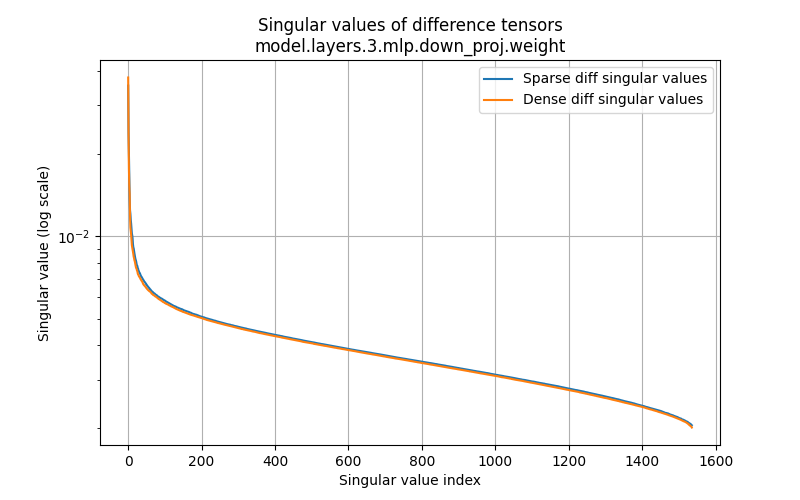 Singular values of difference tensors
model.layers.3.mlp.down_proj.weight
Sparse diff singular values
Dense diff singular values
Singular value (log scale)
10⁻²
0 200 400 600 800 1000 1200 1400 1600
Singular value index